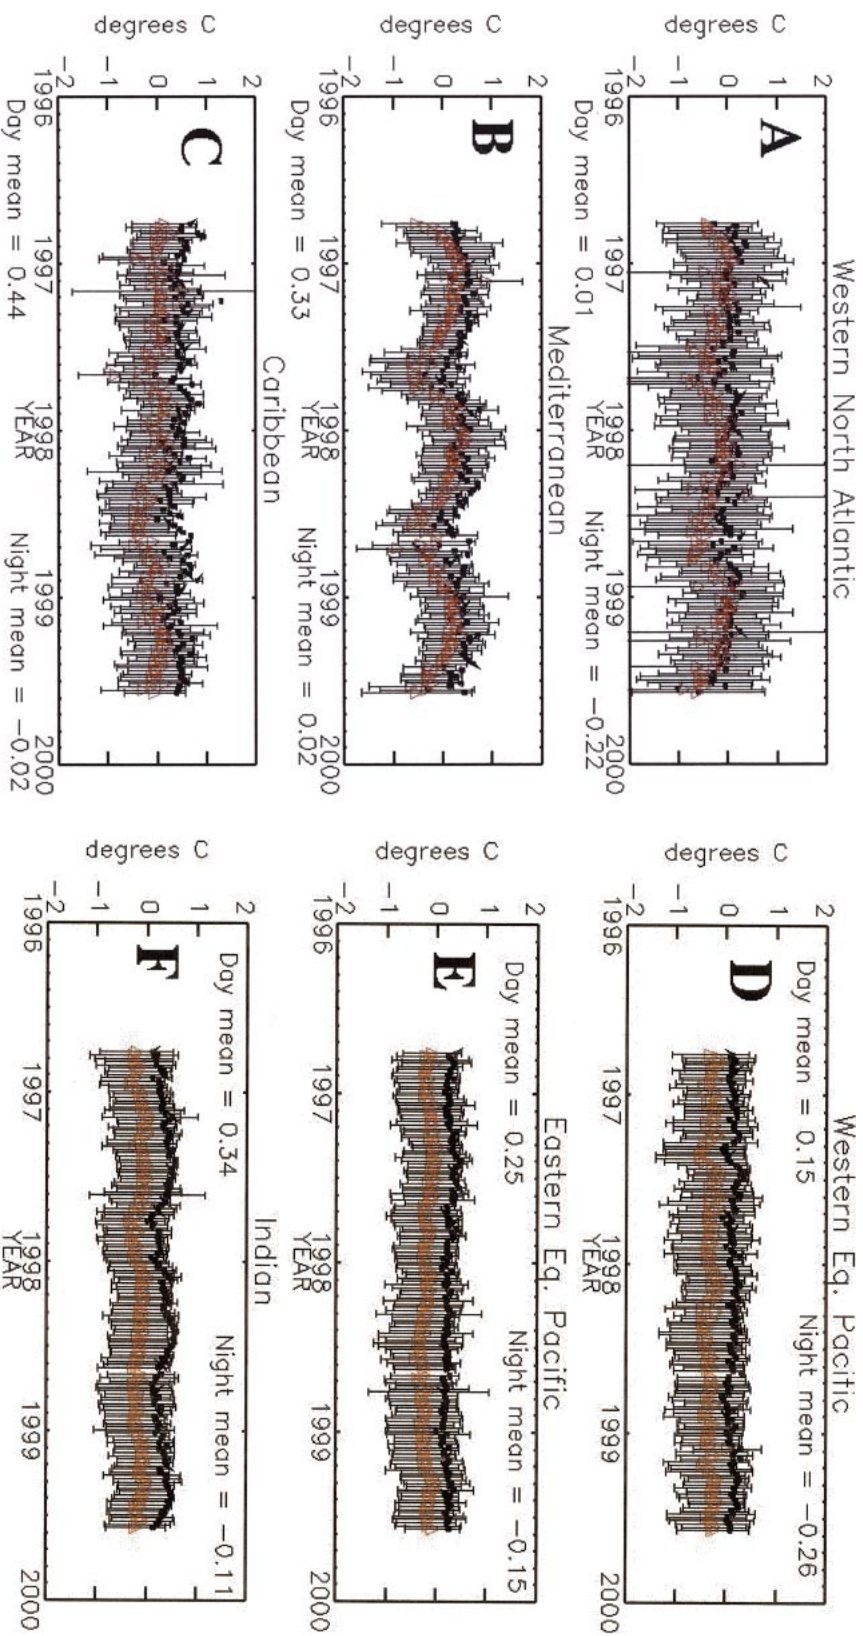 Western North Atlantic
A
degrees C
2
1
0
−1
−2
1996
1997
1998
1999
2000
YEAR
Day mean = 0.01
Night mean = −0.22
Mediterranean
B
degrees C
2
1
0
−1
−2
1996
1997
1998
1999
2000
YEAR
Day mean = 0.33
Night mean = 0.02
Caribbean
C
degrees C
2
1
0
−1
−2
1996
1997
1998
1999
2000
YEAR
Day mean = 0.44
Night mean = −0.02
Western Eq. Pacific
Day mean = 0.15
Night mean = −0.26
D
degrees C
2
1
0
−1
−2
1996
1997
1998
1999
2000
YEAR
Eastern Eq. Pacific
Day mean = 0.25
Night mean = −0.15
E
degrees C
2
1
0
−1
−2
1996
1997
1998
1999
2000
YEAR
Indian
Day mean = 0.34
Night mean = −0.11
F
degrees C
2
1
0
−1
−2
1996
1997
1998
1999
2000
YEAR